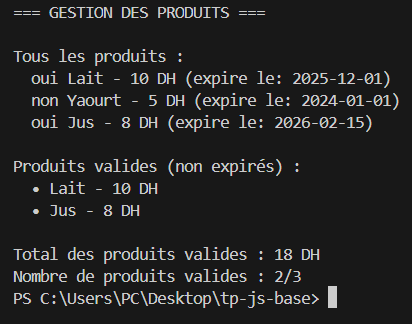 === GESTION DES PRODUITS ===
Tous les produits :
oui Lait - 10 DH (expire le: 2025-12-01)
non Yaourt - 5 DH (expire le: 2024-01-01)
oui Jus - 8 DH (expire le: 2026-02-15)
Produits valides (non expirés) :
• Lait - 10 DH
• Jus - 8 DH
Total des produits valides : 18 DH
Nombre de produits valides : 2/3
PS C:\Users\PC\Desktop\tp-js-base>